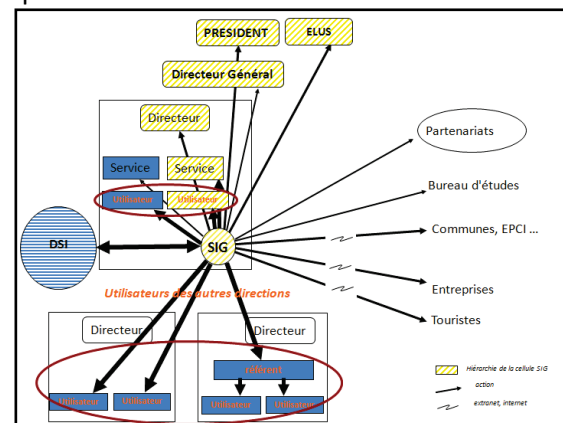 PRESIDENT
ELUS
Directeur Général
Directeur
Partenariats
Service
Service
Bureau d'études
Utilisateur
Utilisateur
Communes, EPCI ...
DSI
SIG
Utilisateurs des autres directions
Entreprises
Touristes
Directeur
Directeur
référent
Utilisateur
Utilisateur
Utilisateur
Utilisateur
Hiérarchie de la cellule SIG
action
extranet, internet